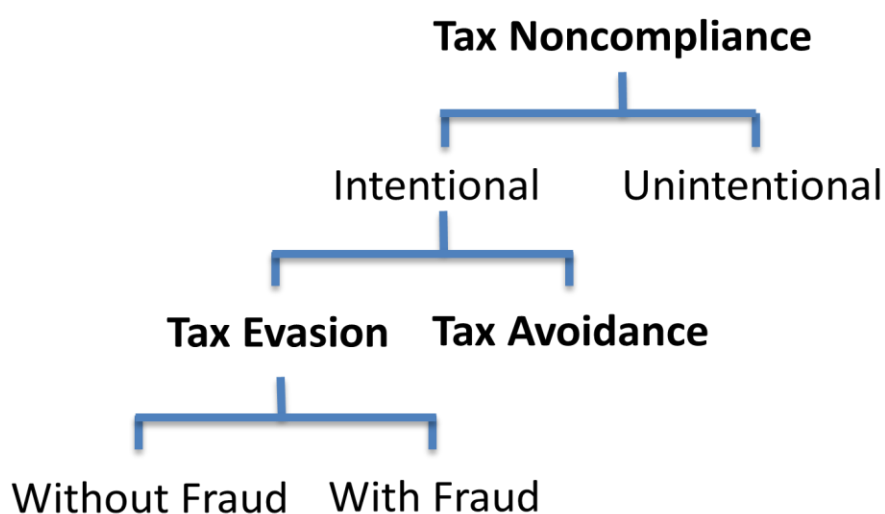 Tax Noncompliance
Intentional
Unintentional
Tax Evasion
Tax Avoidance
Without Fraud
With Fraud